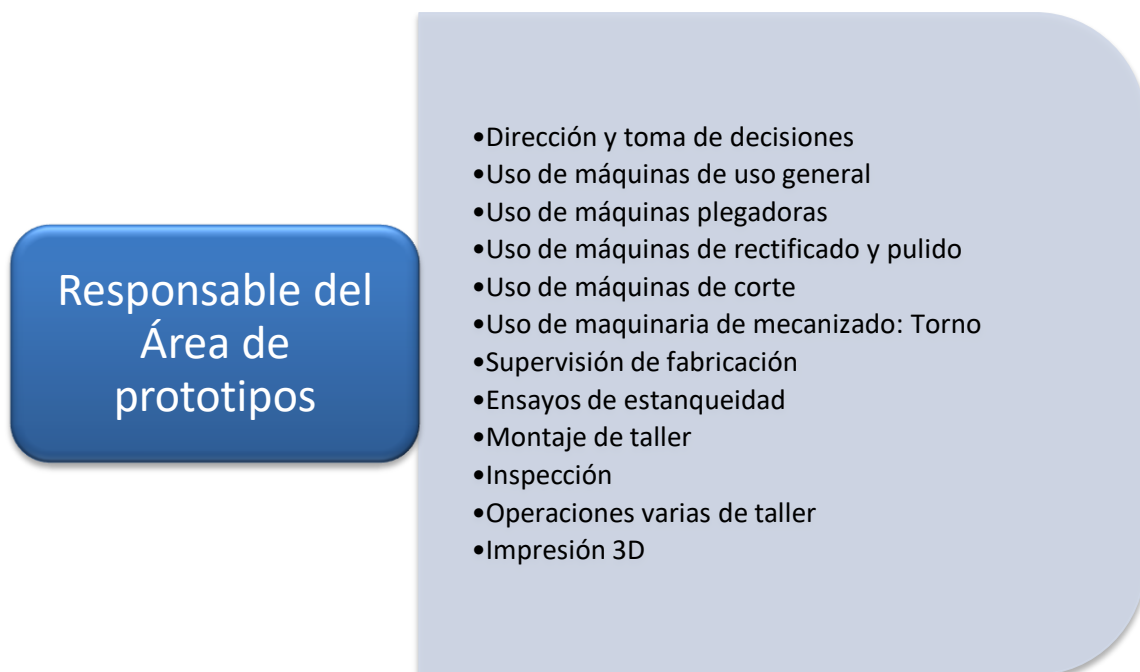 Responsable del
Área de
prototipos
•Dirección y toma de decisiones
•Uso de máquinas de uso general
•Uso de máquinas plegadoras
•Uso de máquinas de rectificado y pulido
•Uso de máquinas de corte
•Uso de maquinaria de mecanizado: Torno
•Supervisión de fabricación
•Ensayos de estanqueidad
•Montaje de taller
•Inspección
•Operaciones varias de taller
•Impresión 3D